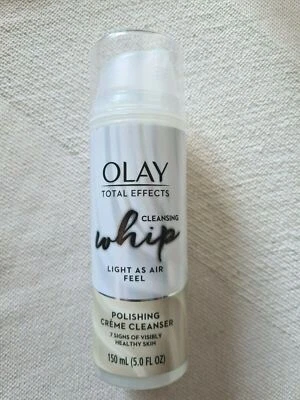 OLAY
TOTAL EFFECTS
CLEANSING
whip
LIGHT AS AIR
FEEL
POLISHING
CRÈME CLEANSER
7 SIGNS OF VISIBLY
HEALTHY SKIN
150 mL (5.0 FL OZ)